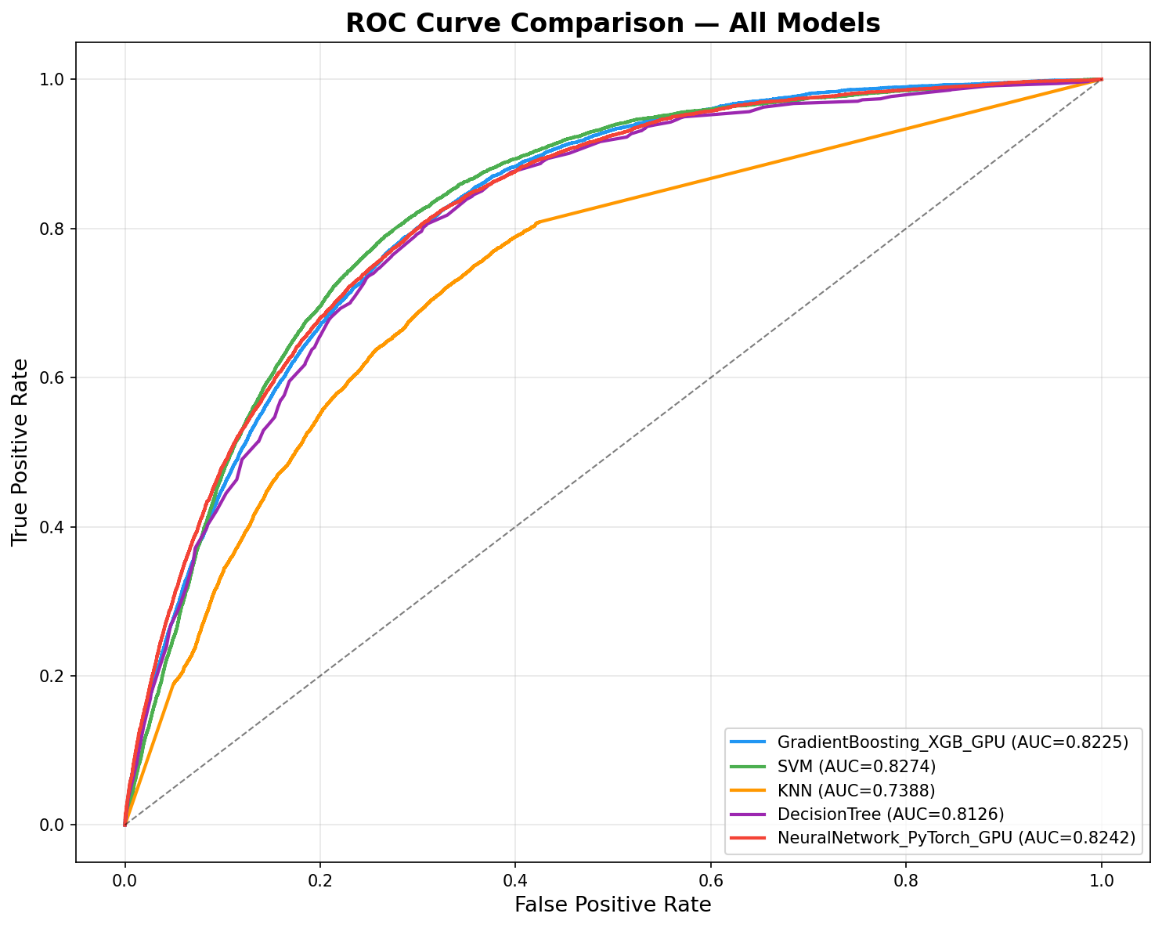 ROC Curve Comparison — All Models
True Positive Rate
1.0
0.8
0.6
0.4
0.2
0.0
0.0 0.2 0.4 0.6 0.8 1.0
False Positive Rate
GradientBoosting_XGB_GPU (AUC=0.8225)
SVM (AUC=0.8274)
KNN (AUC=0.7388)
DecisionTree (AUC=0.8126)
NeuralNetwork_PyTorch_GPU (AUC=0.8242)